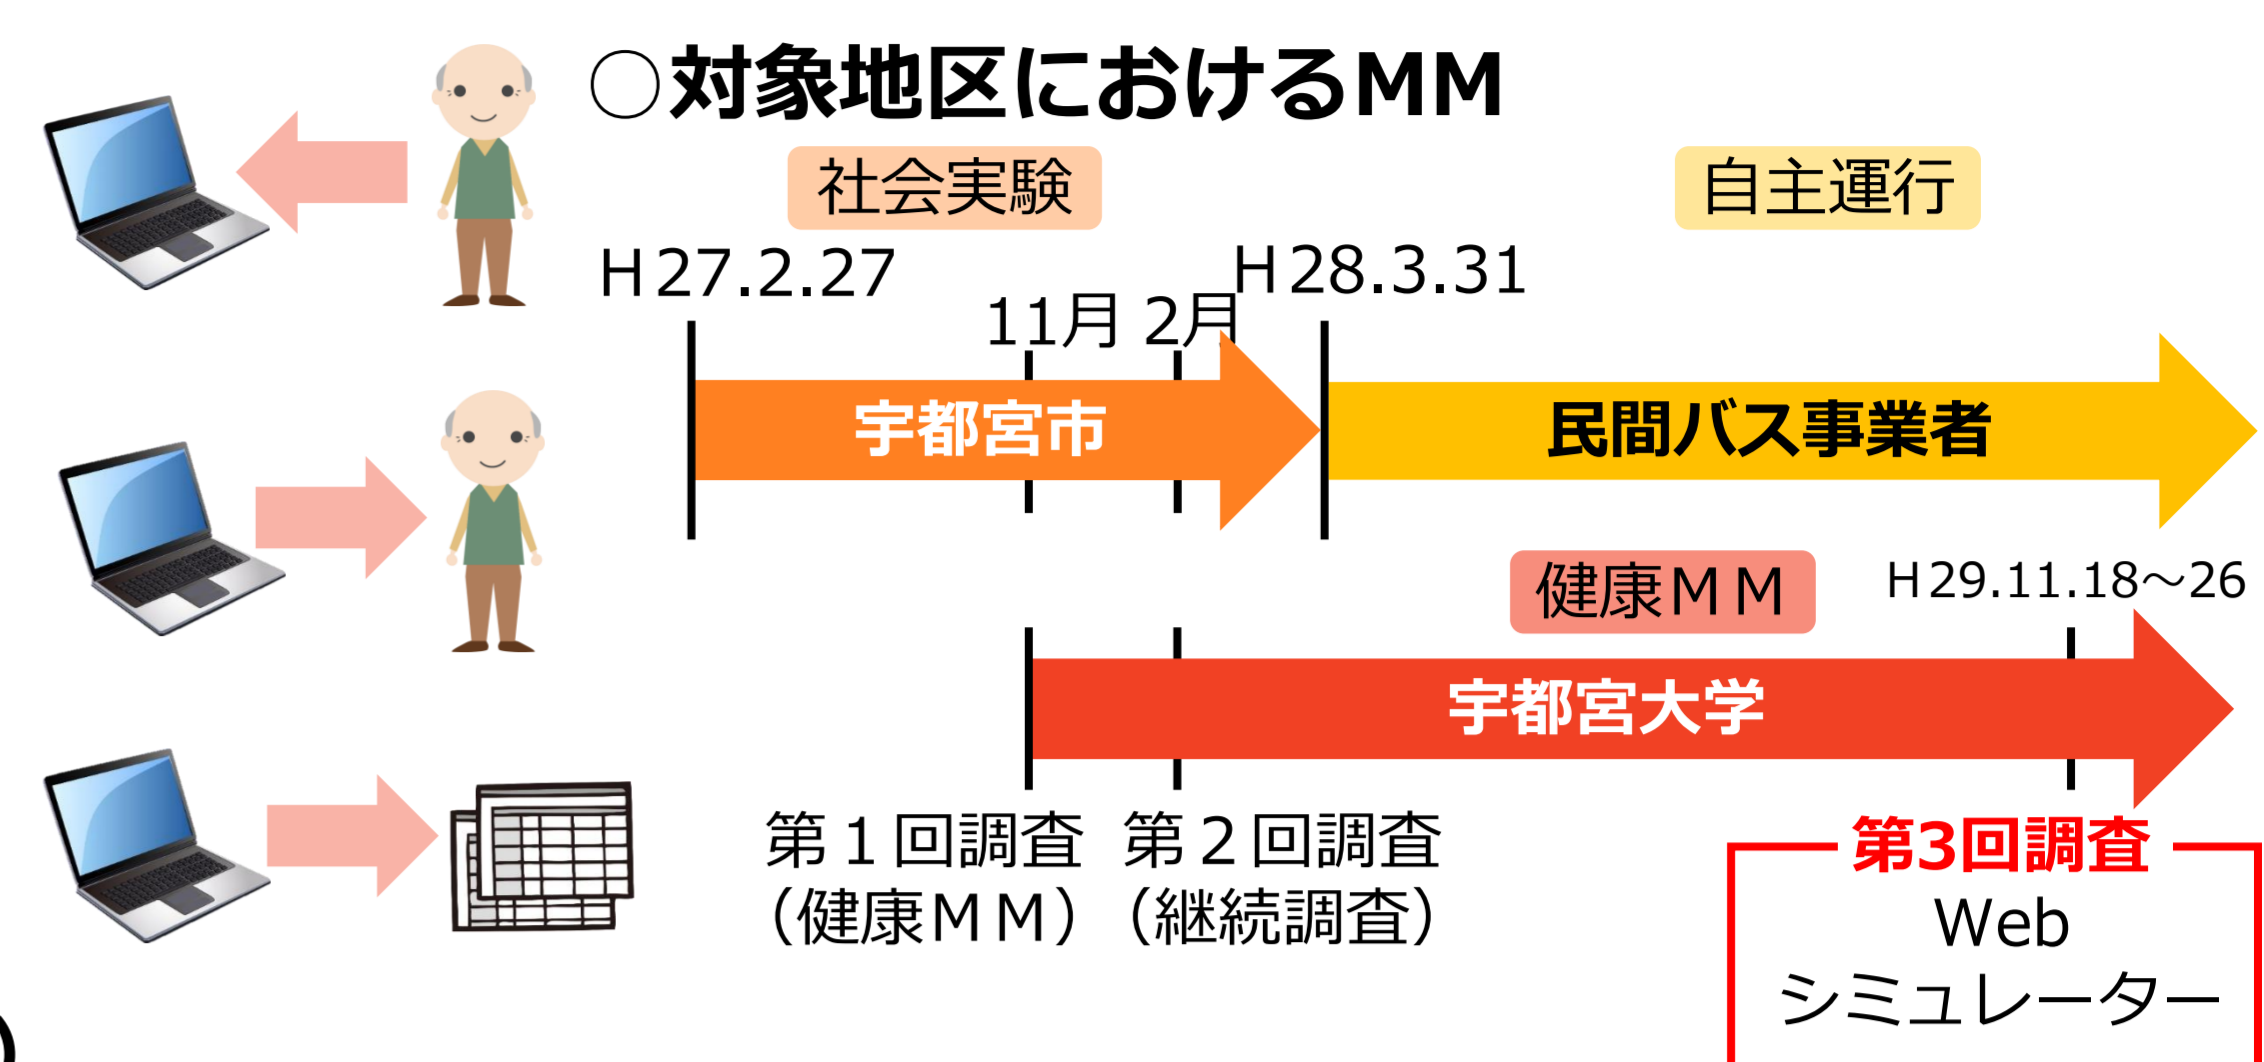 ○対象地区におけるMM
社会実験
自主運行
Ｈ27.2.27
11月 2月
Ｈ28.3.31
宇都宮市
民間バス事業者
健康ＭＭ
Ｈ29.11.18～26
宇都宮大学
第１回調査
（健康ＭＭ）
第２回調査
（継続調査）
第3回調査
Web
シミュレーター